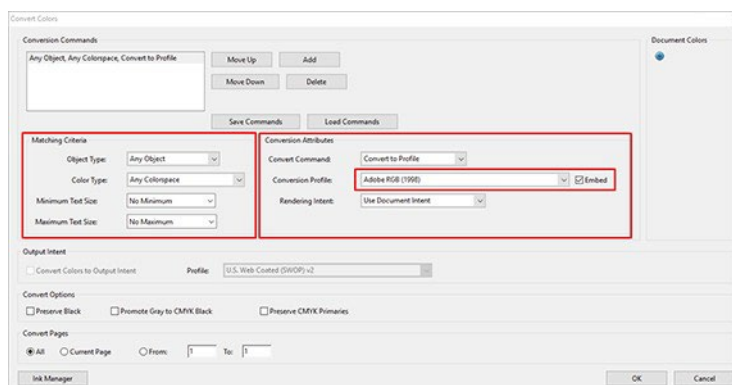 Convert Colors
Conversion Commands
Document Colors
Any Object, Any Colorspace, Convert to Profile
Move Up
Add
Move Down
Delete
Save Commands
Load Commands
Matching Criteria
Conversion Attributes
Object Type: Any Object
Convert Command: Convert to Profile
Color Type: Any Colorspace
Conversion Profile: Adobe RGB (1998)
Embed
Minimum Text Size: No Minimum
Rendering Intent: Use Document Intent
Maximum Text Size: No Maximum
Output Intent
Convert Colors to Output Intent
Profile: U.S. Web Coated (SWOP) v2
Convert Options
Preserve Black
Promote Gray to CMYK Black
Preserve CMYK Primaries
Convert Pages
All
Current Page
From: 1
To: 1
Ink Manager
OK
Cancel